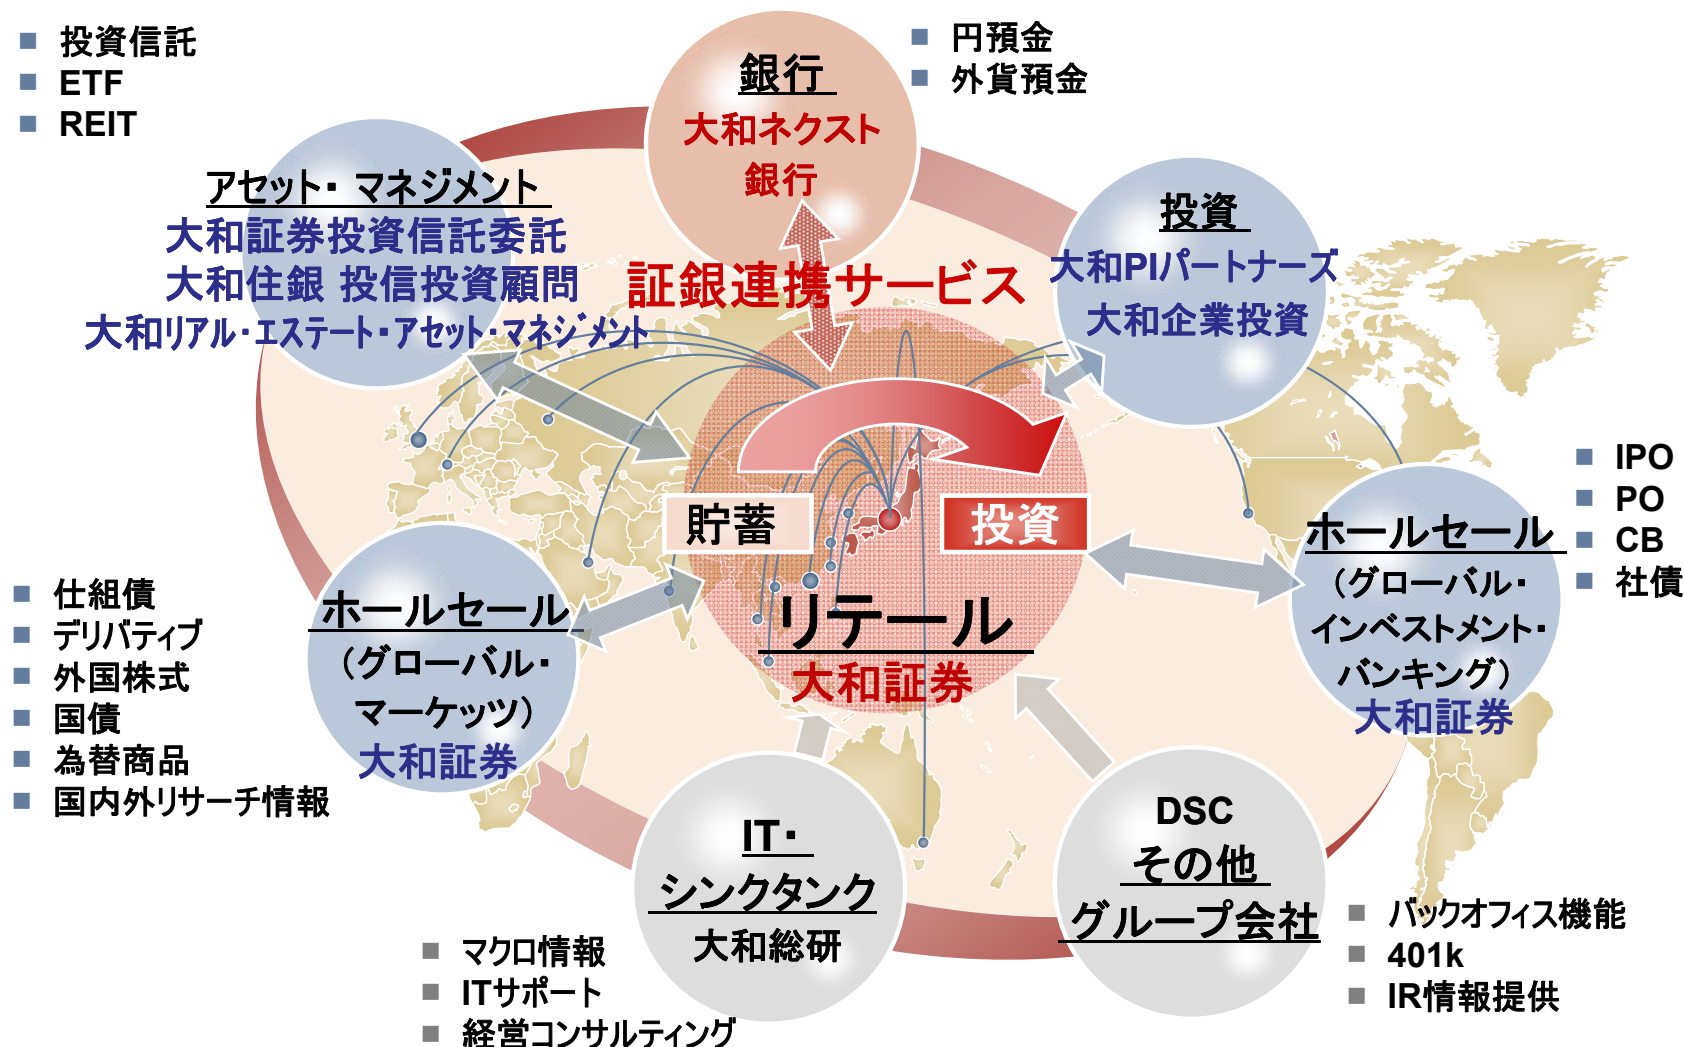 投資信託
ETF
REIT
銀行
大和ネクスト
銀行
円預金
外貨預金
アセット・マネジメント
大和証券投資信託委託
大和住銀 投信投資顧問
大和リアル・エステート・アセット・マネジメント
投資
大和PIパートナーズ
大和企業投資
証銀連携サービス
貯蓄
投資
リテール
大和証券
ホールセール
(グローバル・
インベストメント・
バンキング)
大和証券
IPO
PO
CB
社債
仕組債
デリバティブ
外国株式
国債
為替商品
国内外リサーチ情報
ホールセール
(グローバル・
マーケッツ)
大和証券
IT・
シンクタンク
大和総研
マクロ情報
ITサポート
経営コンサルティング
DSC
その他
グループ会社
バックオフィス機能
401k
IR情報提供